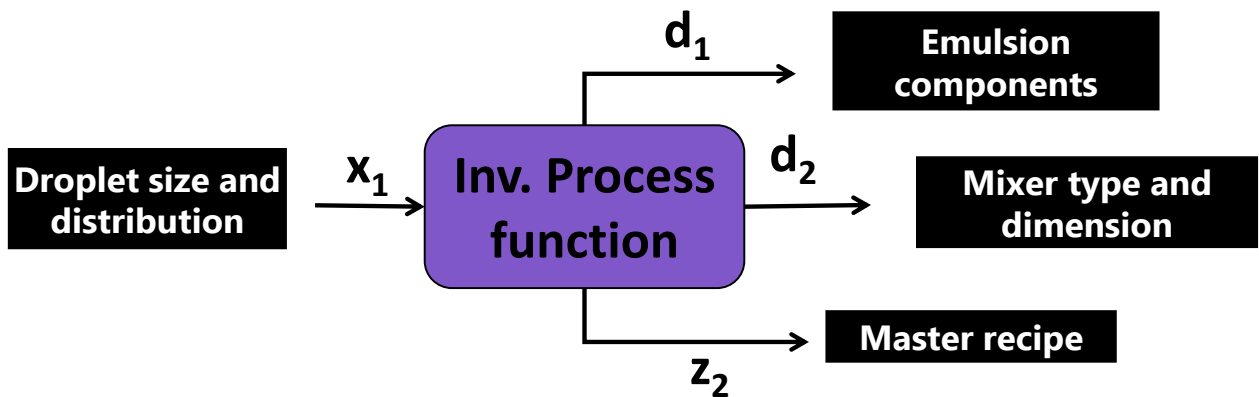 d₁
Emulsion
components
Droplet size and
distribution
x₁
Inv. Process
function
d₂
Mixer type and
dimension
z₂
Master recipe